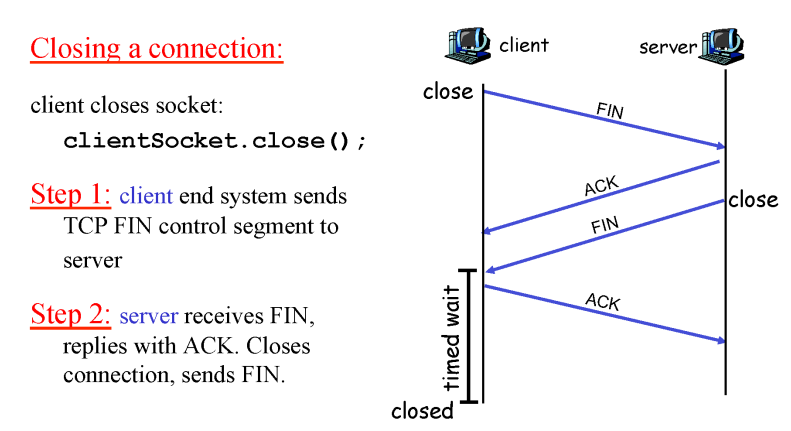 Closing a connection:
client closes socket:
clientSocket.close();
Step 1: client end system sends
TCP FIN control segment to
server
Step 2: server receives FIN,
replies with ACK. Closes
connection, sends FIN.
client
server
close
FIN
ACK
close
FIN
ACK
timed wait
closed